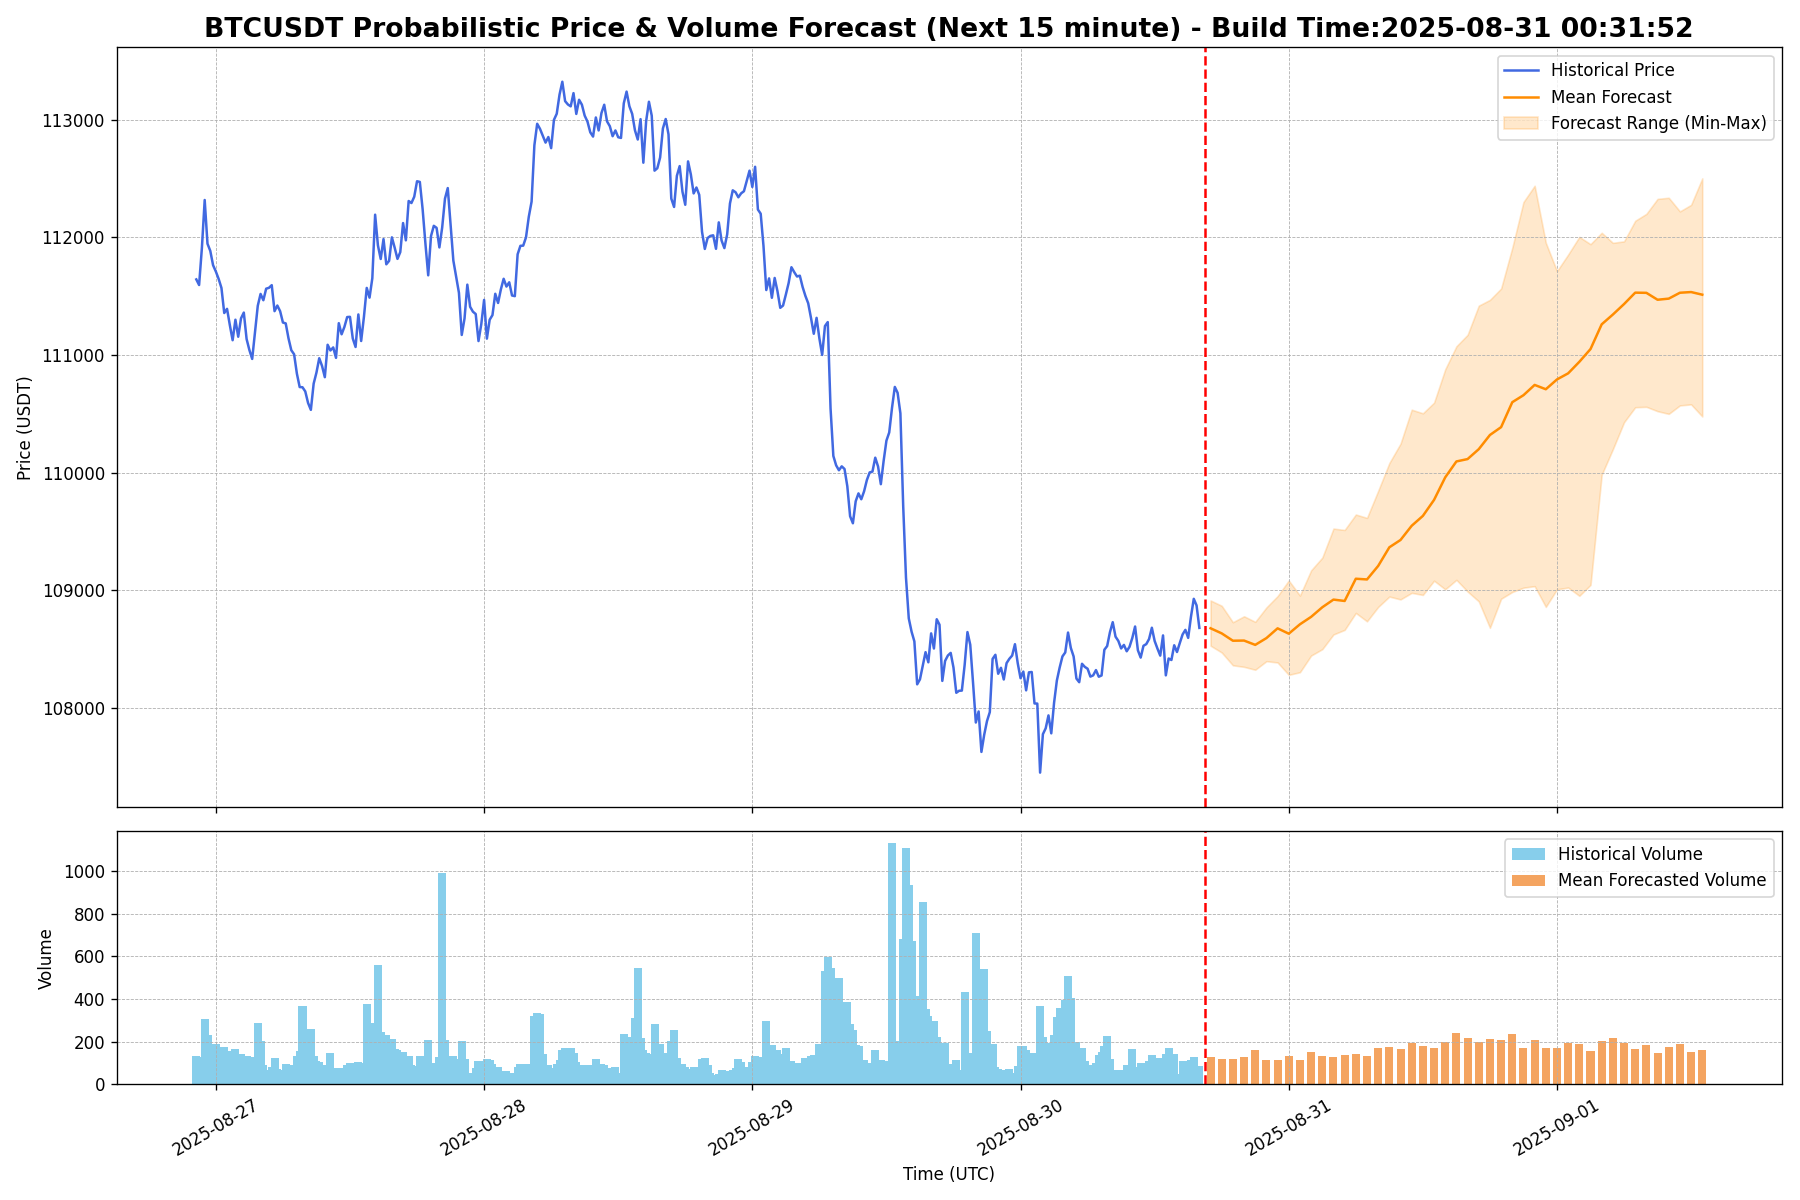 BTCUSDT Probabilistic Price & Volume Forecast (Next 15 minute) - Build Time:2025-08-31 00:31:52
Historical Price
Mean Forecast
Forecast Range (Min-Max)
113000
112000
111000
110000
109000
108000
Price (USDT)
Historical Volume
Mean Forecasted Volume
1000
800
600
400
200
0
Volume
2025-08-27
2025-08-28
2025-08-29
2025-08-30
2025-08-31
2025-09-01
Time (UTC)